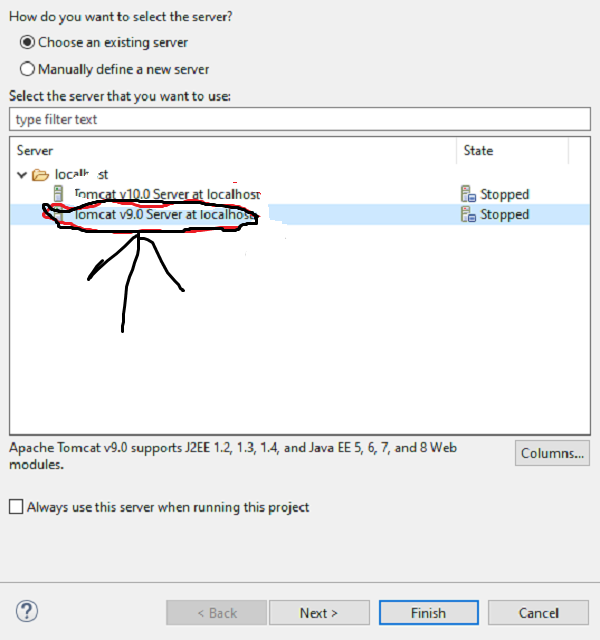 How do you want to select the server?
Choose an existing server
Manually define a new server
Select the server that you want to use:
type filter text
Server State
Tomcat v10.0 Server at localhost Stopped
Tomcat v9.0 Server at localhost Stopped
Apache Tomcat v9.0 supports J2EE 1.2, 1.3, 1.4, and Java EE 5, 6, 7, and 8 Web
modules.
Columns...
Always use this server when running this project
? < Back Next > Finish Cancel